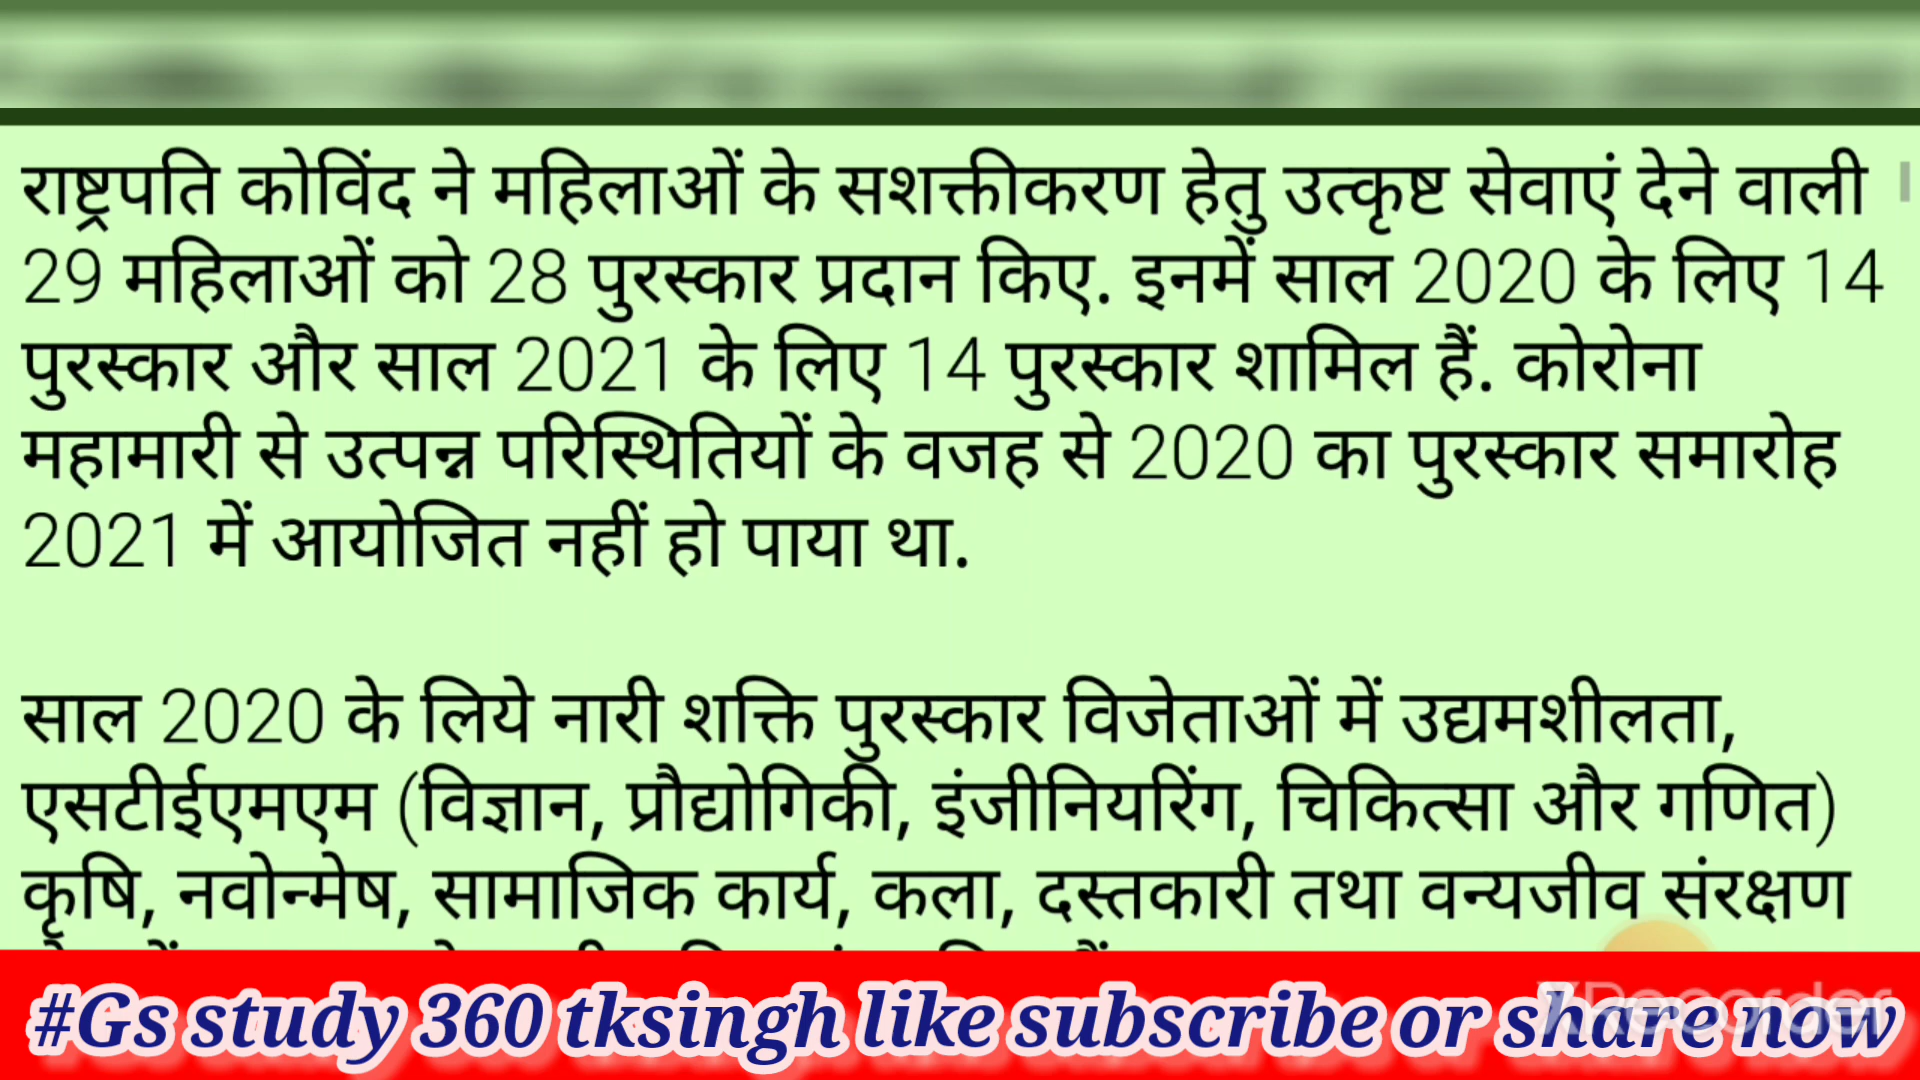 राष्ट्रपति कोविंद ने महिलाओं के सशक्तीकरण हेतु उत्कृष्ट सेवाएं देने वाली
29 महिलाओं को 28 पुरस्कार प्रदान किए. इनमें साल 2020 के लिए 14
पुरस्कार और साल 2021 के लिए 14 पुरस्कार शामिल हैं. कोरोना
महामारी से उत्पन्न परिस्थितियों के वजह से 2020 का पुरस्कार समारोह
2021 में आयोजित नहीं हो पाया था.
साल 2020 के लिये नारी शक्ति पुरस्कार विजेताओं में उद्यमशीलता,
एसटीईएमएम (विज्ञान, प्रौद्योगिकी, इंजीनियरिंग, चिकित्सा और गणित)
कृषि, नवोन्मेष, सामाजिक कार्य, कला, दस्तकारी तथा वन्यजीव संरक्षण
#Gs study 360 tksingh like subscribe or share now
XRecorder